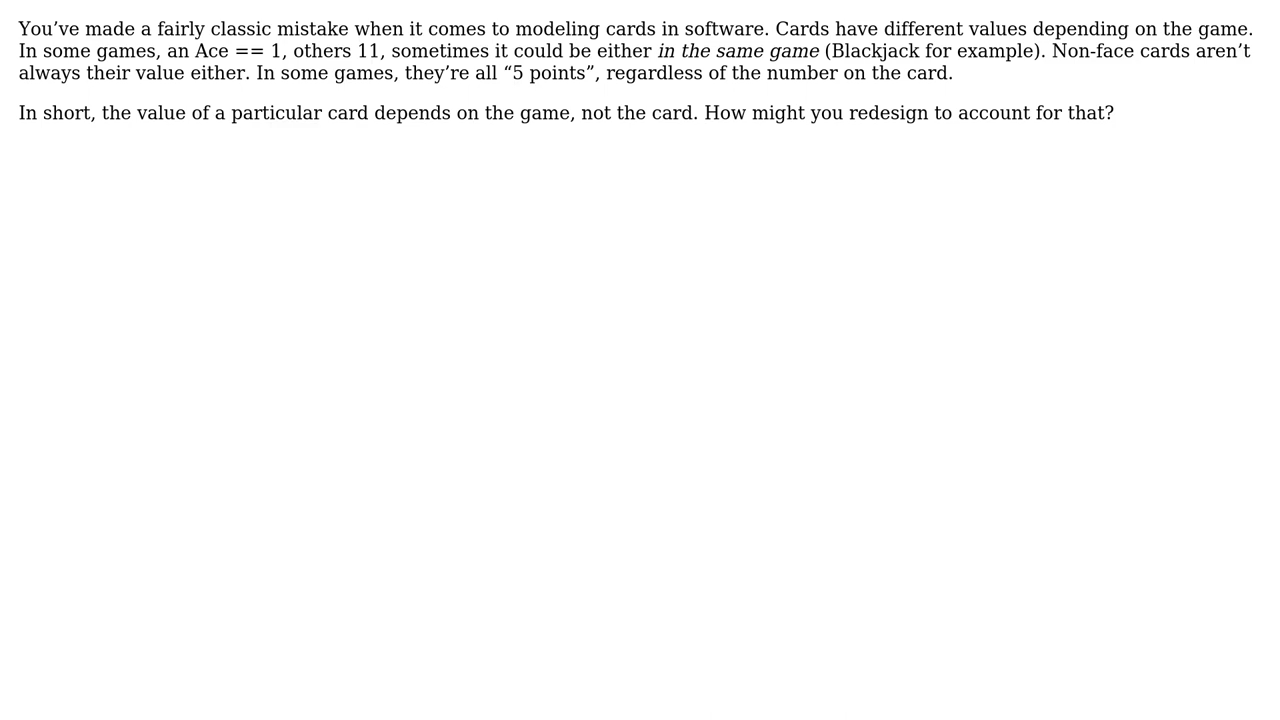 You’ve made a fairly classic mistake when it comes to modeling cards in software. Cards have different values depending on the game.
In some games, an Ace == 1, others 11, sometimes it could be either in the same game (Blackjack for example). Non-face cards aren’t
always their value either. In some games, they’re all “5 points”, regardless of the number on the card.
In short, the value of a particular card depends on the game, not the card. How might you redesign to account for that?